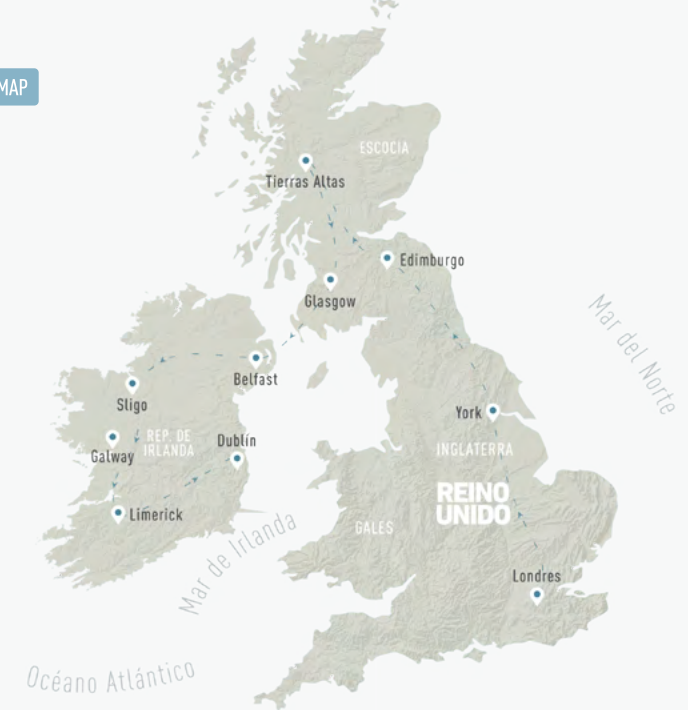 MAP
ESCOCIA
Tierras Altas
Edimburgo
Glasgow
Mar del Norte
Belfast
Sligo
York
Galway
REP. DE
IRLANDA
Dublín
INGLATERRA
REINO
UNIDO
Limerick
Mar de Irlanda
GALES
Londres
Océano Atlántico